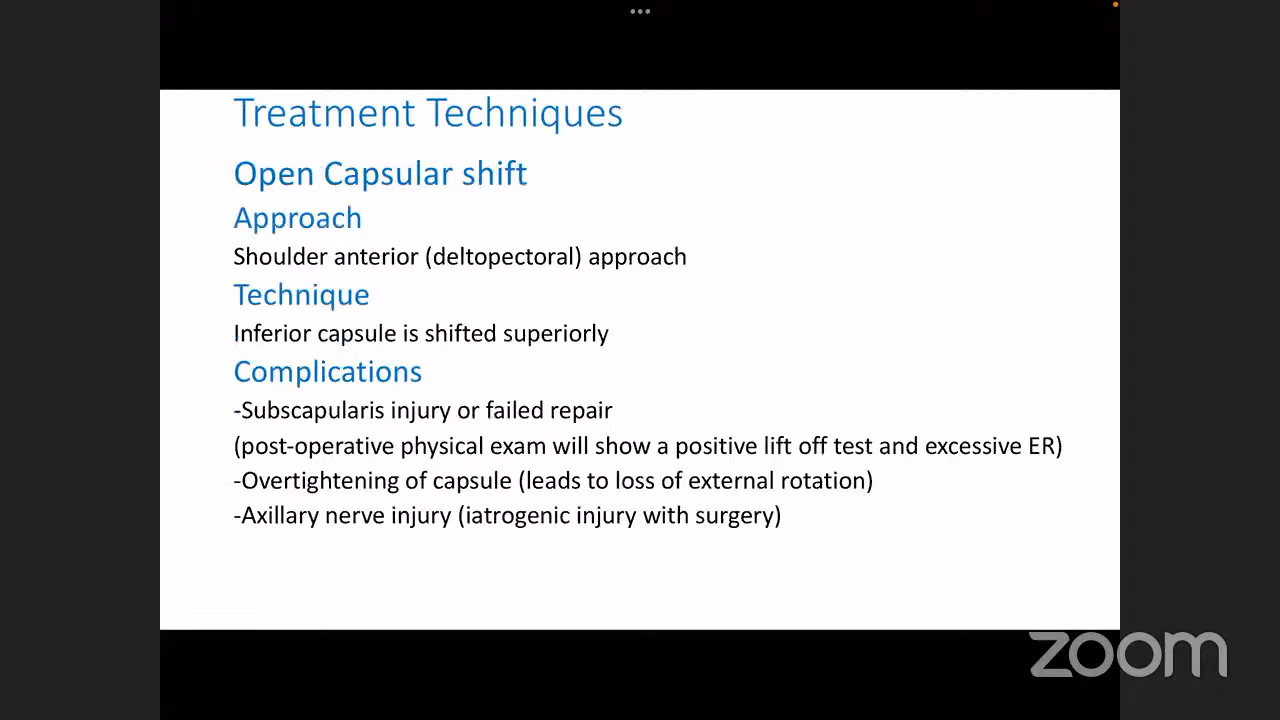 Treatment Techniques
Open Capsular shift
Approach
Shoulder anterior (deltopectoral) approach
Technique
Inferior capsule is shifted superiorly
Complications
-Subscapularis injury or failed repair
(post-operative physical exam will show a positive lift off test and excessive ER)
-Overtightening of capsule (leads to loss of external rotation)
-Axillary nerve injury (iatrogenic injury with surgery)
zoom